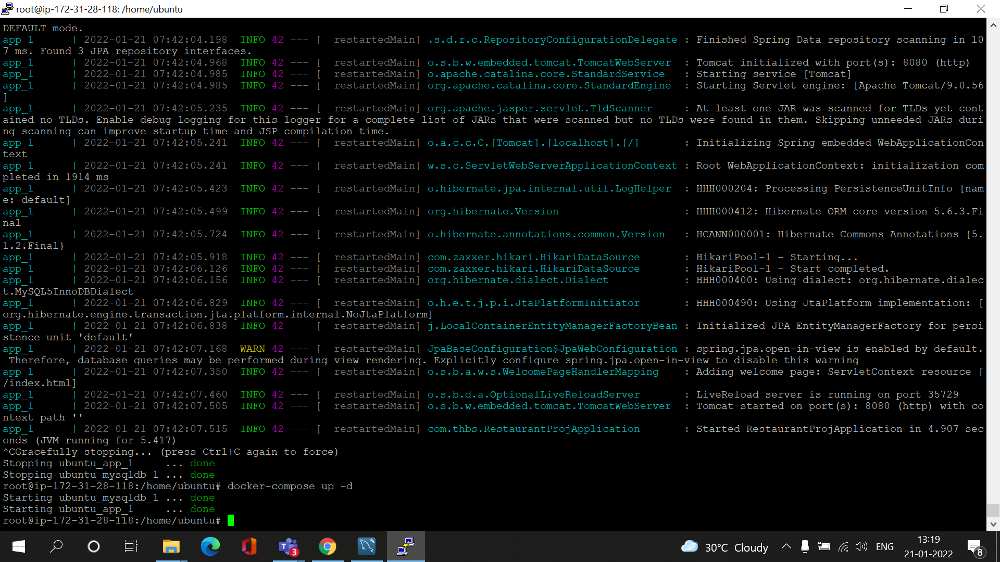 root@ip-172-31-28-118: /home/ubuntu
DEFAULT mode.
app_1      | 2022-01-21 07:42:04.198  INFO 42 --- [  restartedMain] .s.d.r.c.RepositoryConfigurationDelegate : Finished Spring Data repository scanning in 10
7 ms. Found 3 JPA repository interfaces.
app_1      | 2022-01-21 07:42:04.968  INFO 42 --- [  restartedMain] o.s.b.w.embedded.tomcat.TomcatWebServer  : Tomcat initialized with port(s): 8080 (http)
app_1      | 2022-01-21 07:42:04.985  INFO 42 --- [  restartedMain] o.apache.catalina.core.StandardService   : Starting service [Tomcat]
app_1      | 2022-01-21 07:42:04.985  INFO 42 --- [  restartedMain] org.apache.catalina.core.StandardEngine  : Starting Servlet engine: [Apache Tomcat/9.0.56
]
app_1      | 2022-01-21 07:42:05.235  INFO 42 --- [  restartedMain] org.apache.jasper.servlet.TldScanner     : At least one JAR was scanned for TLDs yet cont
ained no TLDs. Enable debug logging for this logger for a complete list of JARs that were scanned but no TLDs were found in them. Skipping unneeded JARs duri
ng scanning can improve startup time and JSP compilation time.
app_1      | 2022-01-21 07:42:05.241  INFO 42 --- [  restartedMain] o.a.c.c.C.[Tomcat].[localhost].[/]       : Initializing Spring embedded WebApplicationCon
text
app_1      | 2022-01-21 07:42:05.241  INFO 42 --- [  restartedMain] w.s.c.ServletWebServerApplicationContext : Root WebApplicationContext: initialization com
pleted in 1914 ms
app_1      | 2022-01-21 07:42:05.423  INFO 42 --- [  restartedMain] o.hibernate.jpa.internal.util.LogHelper  : HHH000204: Processing PersistenceUnitInfo [nam
e: default]
app_1      | 2022-01-21 07:42:05.499  INFO 42 --- [  restartedMain] org.hibernate.Version                    : HHH000412: Hibernate ORM core version 5.6.3.Fi
nal
app_1      | 2022-01-21 07:42:05.724  INFO 42 --- [  restartedMain] o.hibernate.annotations.common.Version   : HCANN000001: Hibernate Commons Annotations {5.
1.2.Final}
app_1      | 2022-01-21 07:42:05.918  INFO 42 --- [  restartedMain] com.zaxxer.hikari.HikariDataSource       : HikariPool-1 - Starting...
app_1      | 2022-01-21 07:42:06.126  INFO 42 --- [  restartedMain] com.zaxxer.hikari.HikariDataSource       : HikariPool-1 - Start completed.
app_1      | 2022-01-21 07:42:06.156  INFO 42 --- [  restartedMain] org.hibernate.dialect.Dialect            : HHH000400: Using dialect: org.hibernate.dialec
t.MySQL5InnoDBDialect
app_1      | 2022-01-21 07:42:06.829  INFO 42 --- [  restartedMain] o.h.e.t.j.p.i.JtaPlatformInitiator       : HHH000490: Using JtaPlatform implementation: [
org.hibernate.engine.transaction.jta.platform.internal.NoJtaPlatform]
app_1      | 2022-01-21 07:42:06.838  INFO 42 --- [  restartedMain] j.LocalContainerEntityManagerFactoryBean : Initialized JPA EntityManagerFactory for persi
stence unit 'default'
app_1      | 2022-01-21 07:42:07.168  WARN 42 --- [  restartedMain] JpaBaseConfiguration$JpaWebConfiguration : spring.jpa.open-in-view is enabled by default.
 Therefore, database queries may be performed during view rendering. Explicitly configure spring.jpa.open-in-view to disable this warning
app_1      | 2022-01-21 07:42:07.350  INFO 42 --- [  restartedMain] o.s.b.a.w.s.WelcomePageHandlerMapping    : Adding welcome page: ServletContext resource [
/index.html]
app_1      | 2022-01-21 07:42:07.460  INFO 42 --- [  restartedMain] o.s.b.d.a.OptionalLiveReloadServer       : LiveReload server is running on port 35729
app_1      | 2022-01-21 07:42:07.505  INFO 42 --- [  restartedMain] o.s.b.w.embedded.tomcat.TomcatWebServer  : Tomcat started on port(s): 8080 (http) with co
ntext path ''
app_1      | 2022-01-21 07:42:07.515  INFO 42 --- [  restartedMain] com.thbs.RestaurantProjApplication       : Started RestaurantProjApplication in 4.907 sec
onds (JVM running for 5.417)
^CGracefully stopping... (press Ctrl+C again to force)
Stopping ubuntu_app_1     ... done
Stopping ubuntu_mysqldb_1 ... done
root@ip-172-31-28-118:/home/ubuntu# docker-compose up -d
Starting ubuntu_mysqldb_1 ... done
Starting ubuntu_app_1     ... done
root@ip-172-31-28-118:/home/ubuntu#
3
30°C Cloudy
ENG
13:19
21-01-2022
8